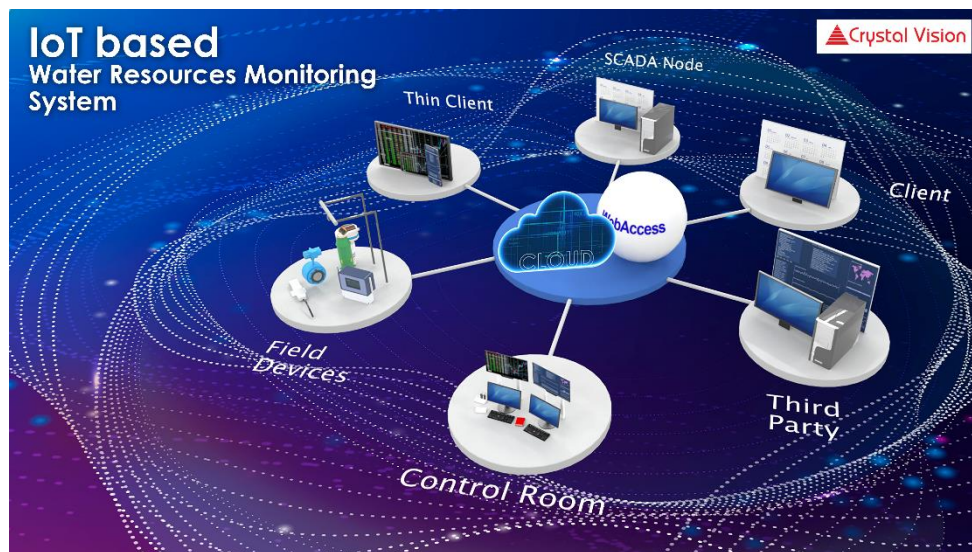 IoT based
Water Resources Monitoring
System
Crystal Vision
SCADA Node
Thin Client
Client
WebAccess
CLOUD
Field
Devices
Third
Party
Control Room